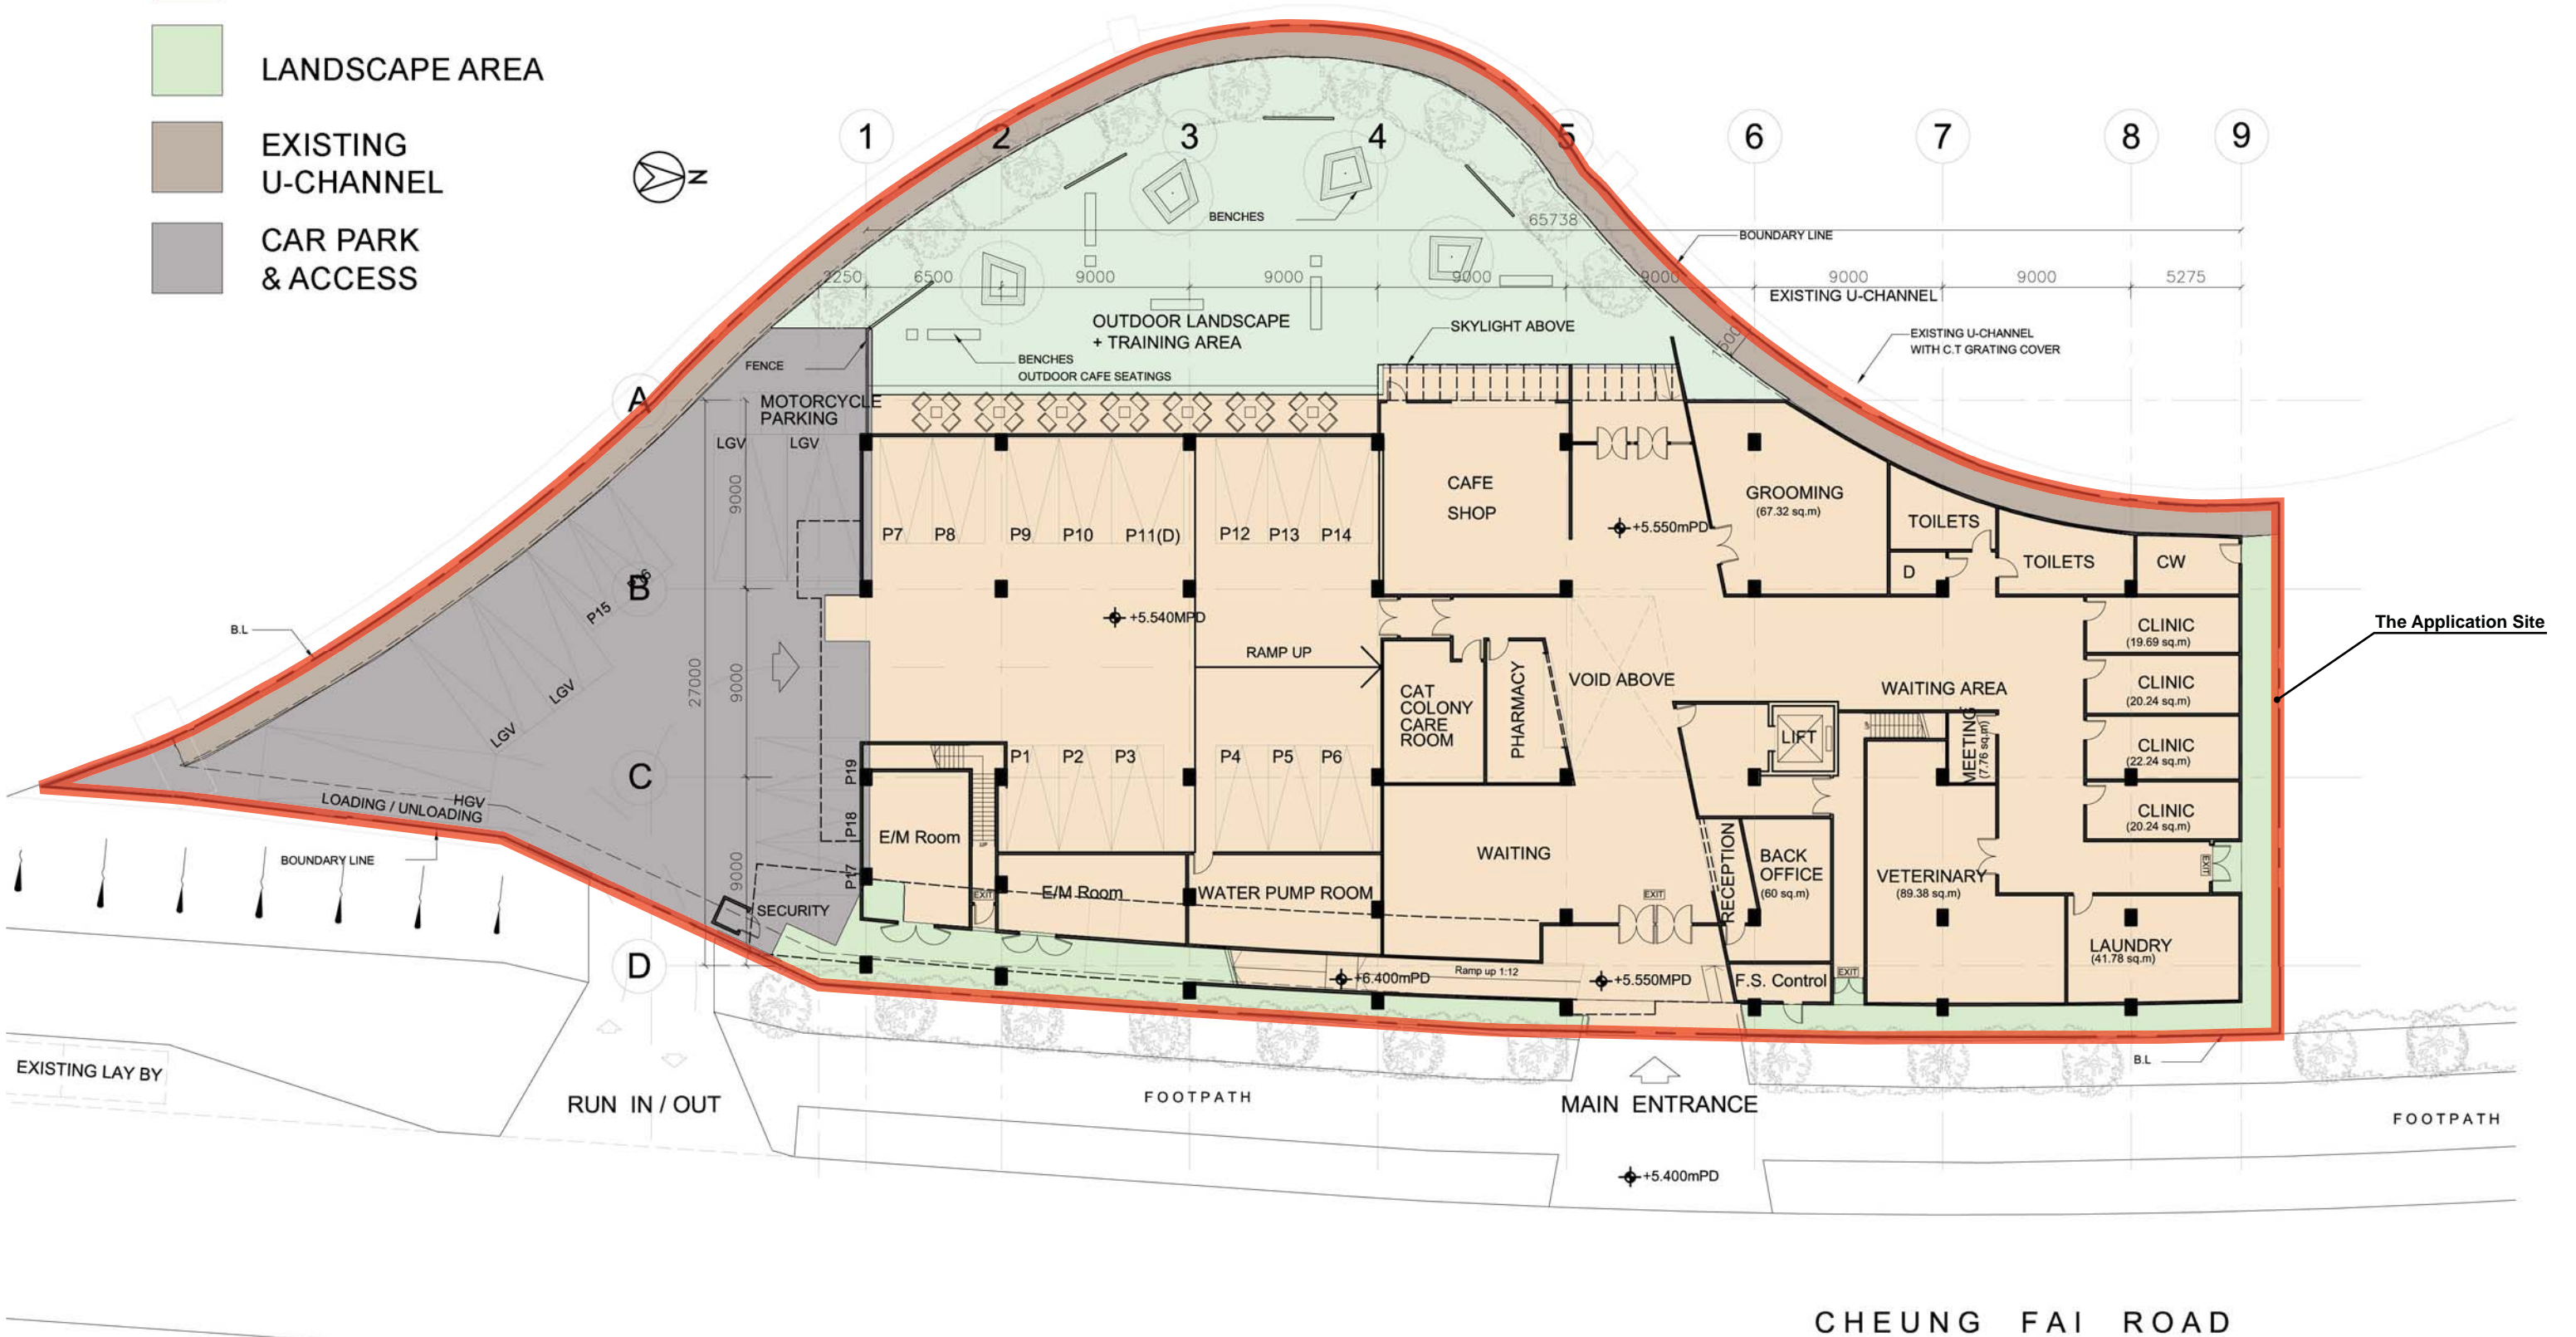 LANDSCAPE AREA
EXISTING
U-CHANNEL
CAR PARK
& ACCESS
N
1
2
3
4
5
6
7
8
9
BENCHES
65738
BOUNDARY LINE
2250
6500
9000
9000
9000
9000
9000
9000
5275
EXISTING U-CHANNEL
OUTDOOR LANDSCAPE
+ TRAINING AREA
SKYLIGHT ABOVE
1500
EXISTING U-CHANNEL
WITH C.T GRATING COVER
FENCE
BENCHES
OUTDOOR CAFE SEATINGS
A
MOTORCYCLE
PARKING
LGV
LGV
9000
CAFE
SHOP
GROOMING
(67.32 sq.m)
TOILETS
+5.550mPD
P7
P8
P9
P10
P11(D)
P12
P13
P14
TOILETS
CW
D
B
P16
P15
+5.540MPD
B.L
CLINIC
(19.69 sq.m)
The Application Site
RAMP UP
27000
9000
LGV
LGV
CAT
COLONY
CARE
ROOM
PHARMACY
VOID ABOVE
WAITING AREA
CLINIC
(20.24 sq.m)
LIFT
UP
MEETING
(7.76 sq.m)
CLINIC
(22.24 sq.m)
C
P19
P1
P2
P3
P4
P5
P6
HGV
LOADING / UNLOADING
P18
E/M Room
UP
CLINIC
(20.24 sq.m)
BOUNDARY LINE
9000
P17
WAITING
RECEPTION
BACK
OFFICE
(60 sq.m)
VETERINARY
(89.38 sq.m)
EXIT
SECURITY
EXIT
E/M Room
WATER PUMP ROOM
EXIT
LAUNDRY
(41.78 sq.m)
D
+6.400mPD
Ramp up 1:12
+5.550MPD
F.S. Control
EXIT
EXISTING LAY BY
B.L
RUN IN / OUT
FOOTPATH
MAIN ENTRANCE
FOOTPATH
+5.400mPD
CHEUNG FAI ROAD